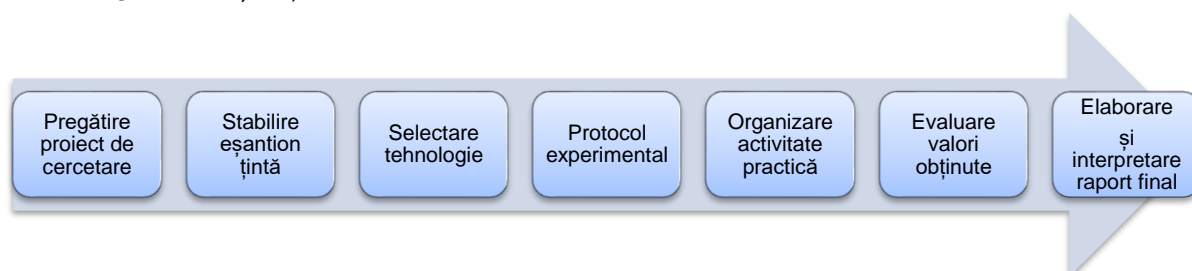 Pregătire
proiect de
cercetare
Stabilire
eșantion
țintă
Selectare
tehnologie
Protocol
experimental
Organizare
activitate
practică
Evaluare
valori
obținute
Elaborare
și
interpretare
raport final